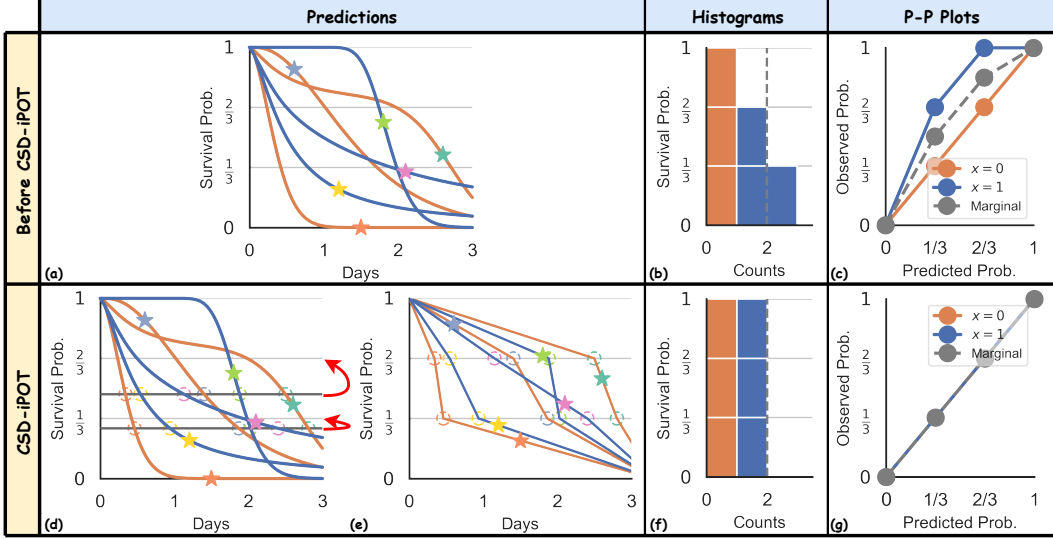 Predictions
Histograms
P-P Plots
Before CSD-iPOT
Survival Prob.
1
2/3
1/3
0
0 1 2 3
Days
(a)
Survival Prob.
1
2/3
1/3
0
0 2
Counts
(b)
Observed Prob.
1
2/3
1/3
0
x = 0
x = 1
Marginal
0 1/3 2/3 1
Predicted Prob.
(c)
CSD-iPOT
Survival Prob.
1
2/3
1/3
0
0 1 2 3
Days
(d)
Survival Prob.
1
2/3
1/3
0
0 1 2 3
Days
(e)
Survival Prob.
1
2/3
1/3
0
0 2
Counts
(f)
Observed Prob.
1
2/3
1/3
0
x = 0
x = 1
Marginal
0 1/3 2/3 1
Predicted Prob.
(g)